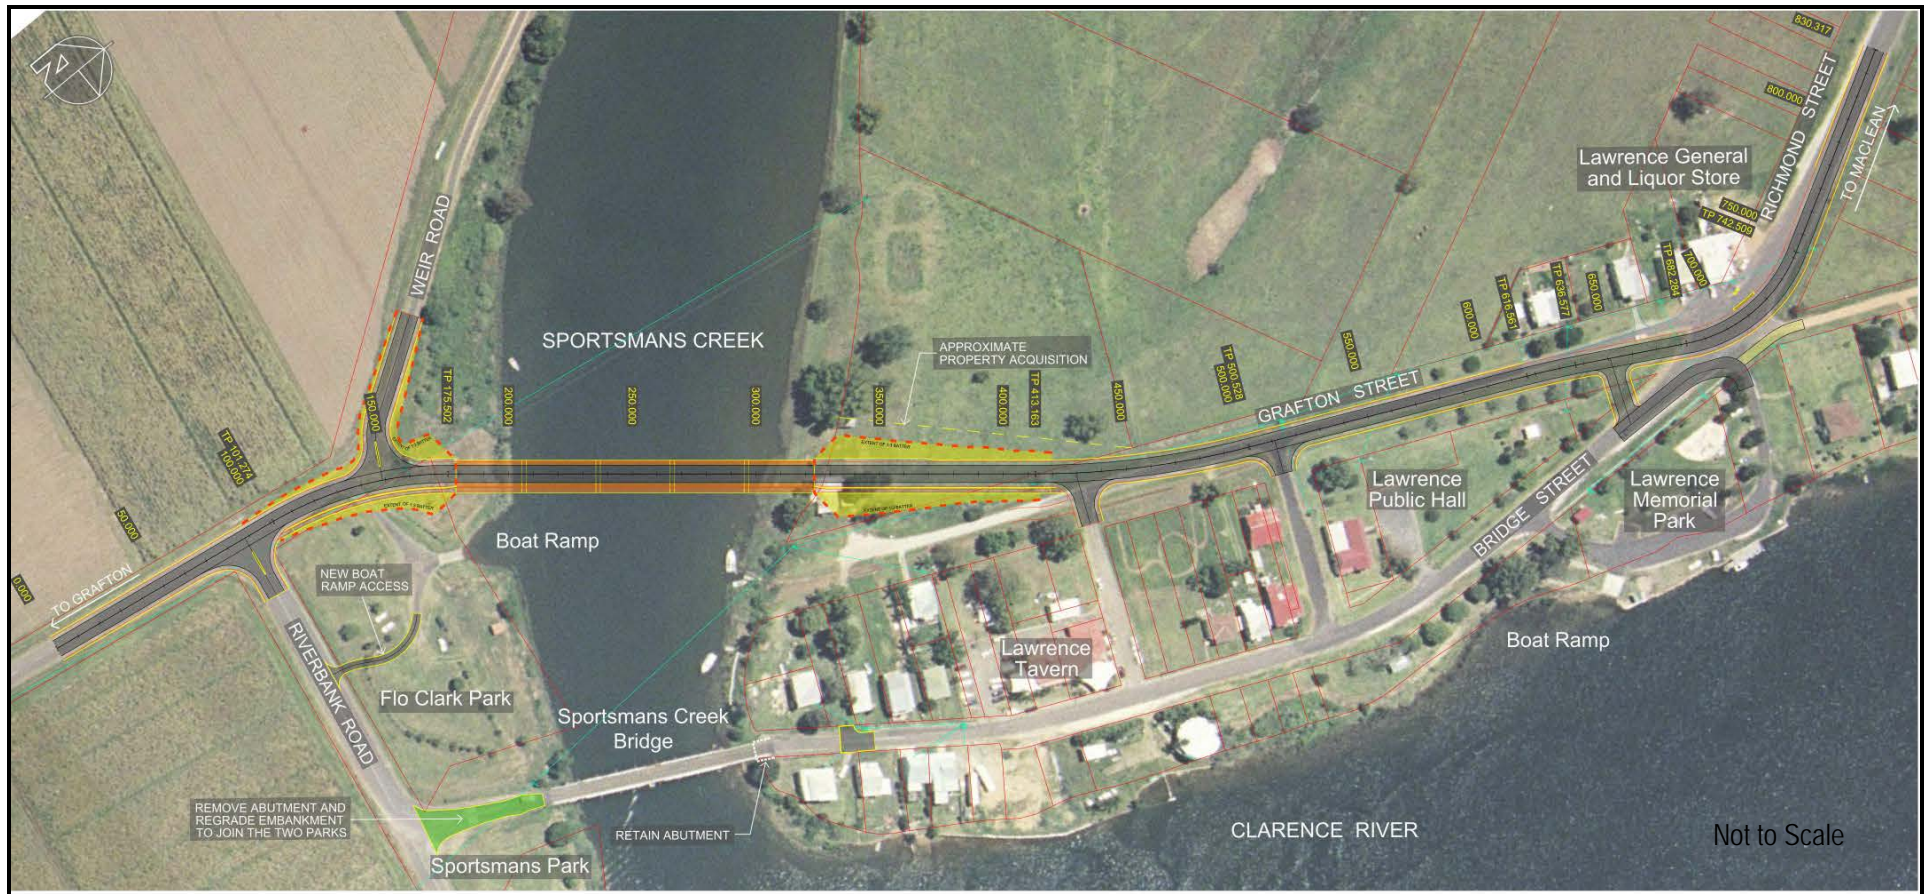 830.317
800.000
RICHMOND STREET
TO MACLEAN
Lawrence General
and Liquor Store
750.000
TP 742.509
700.000
TP 682.284
650.000
TP 636.577
TP 616.561
600.000
550.000
TP 500.528
500.000
450.000
TP 413.163
400.000
350.000
300.000
250.000
200.000
TP 175.502
150.000
TP 101.274
100.000
50.000
0.000
N
WEIR ROAD
SPORTSMANS CREEK
APPROXIMATE
PROPERTY ACQUISITION
GRAFTON STREET
TO GRAFTON
Boat Ramp
NEW BOAT
RAMP ACCESS
RIVERBANK ROAD
Flo Clark Park
Lawrence
Public Hall
BRIDGE STREET
Lawrence
Memorial
Park
Boat Ramp
Lawrence
Tavern
Sportsmans Creek
Bridge
REMOVE ABUTMENT AND
REGRADE EMBANKMENT
TO JOIN THE TWO PARKS
RETAIN ABUTMENT
Sportsmans Park
CLARENCE RIVER
Not to Scale